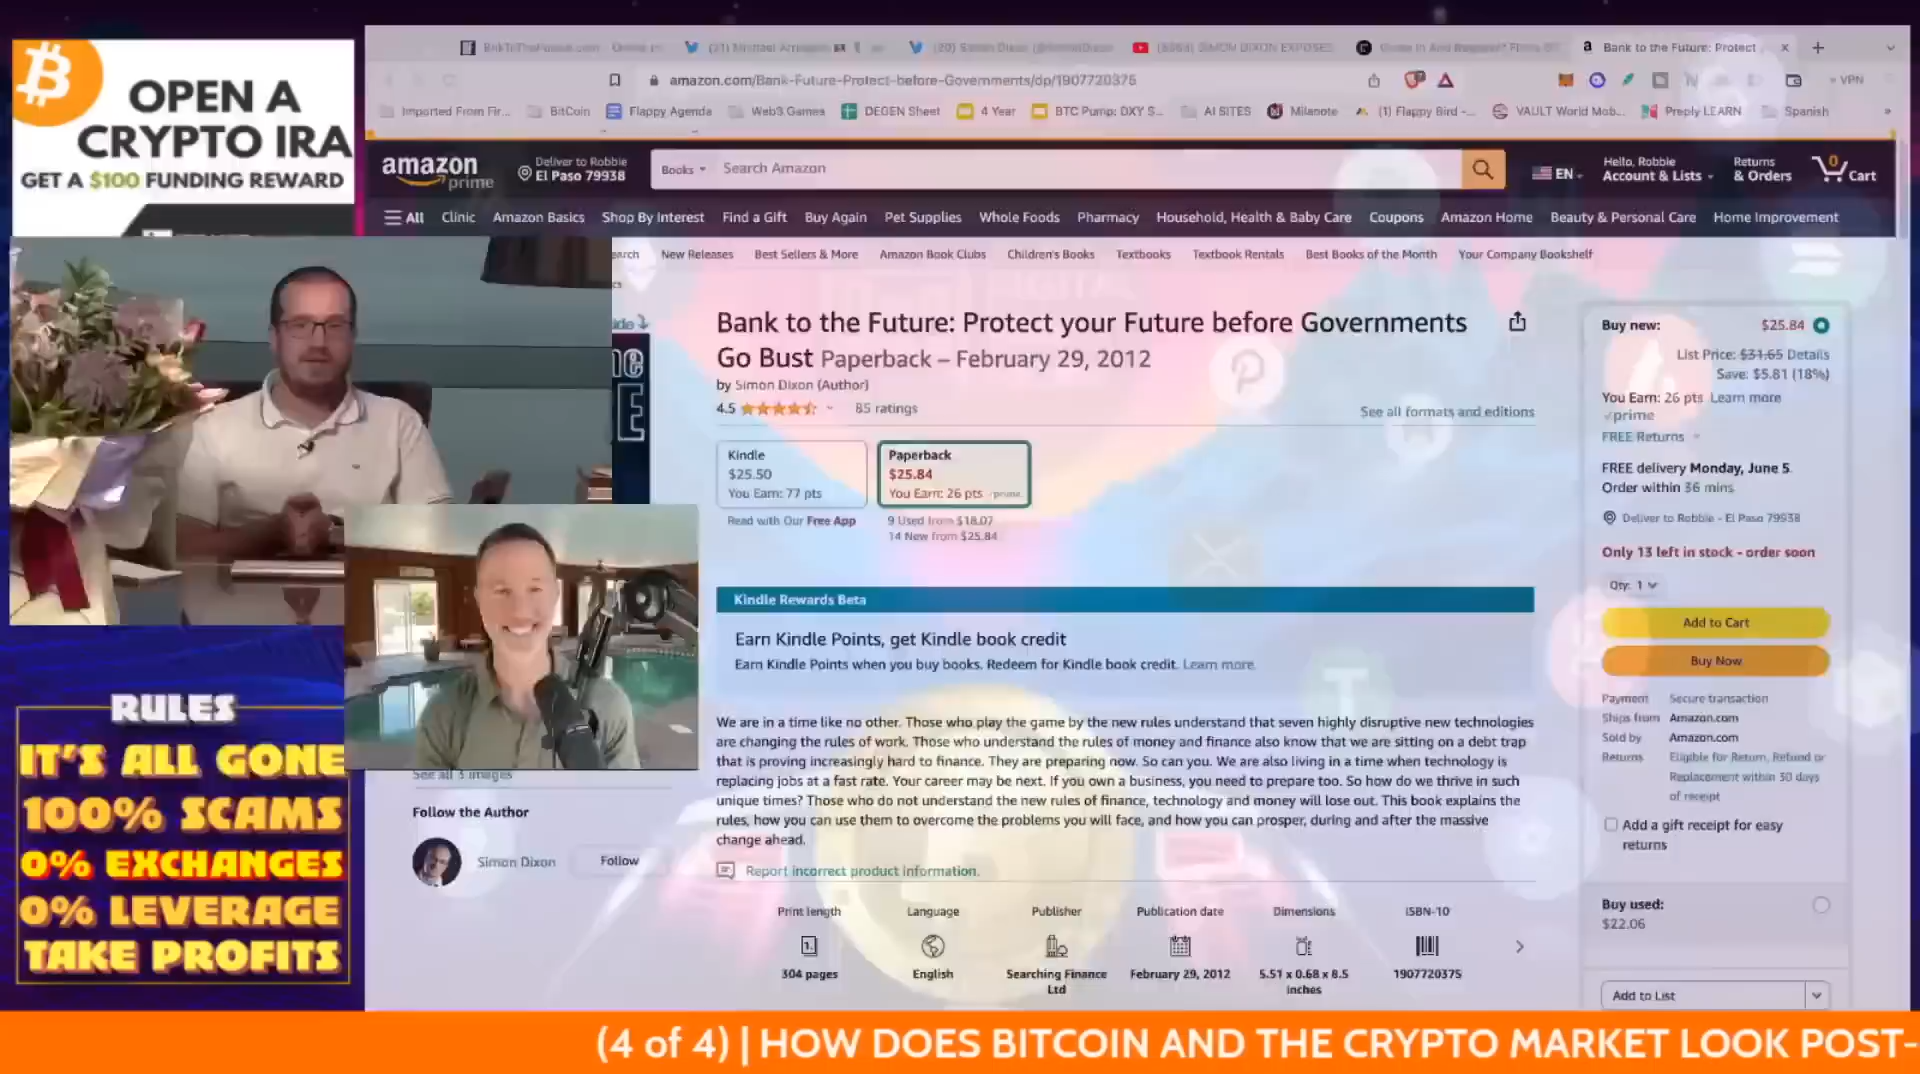 OPEN A
CRYPTO IRA
GET A $100 FUNDING REWARD
RULES
IT'S ALL GONE
100% SCAMS
0% EXCHANGES
0% LEVERAGE
TAKE PROFITS
Bank to the Future: Protect
amazon.com/Bank-Future-Protect-before-Governments/dp/1907720375
VPN
Imported From Fir...
BitCoin
Flappy Agenda
Web3 Games
DEGEN Sheet
4 Year
BTC Pump: DXY S...
AI SITES
Milanote
(1) Flappy Bird -...
VAULT World Mob...
Preply LEARN
Spanish
amazon
prime
Deliver to Robbie
El Paso 79938
Books
Search Amazon
EN
Hello, Robbie
Account & Lists
Returns
& Orders
0
Cart
All
Clinic
Amazon Basics
Shop By Interest
Find a Gift
Buy Again
Pet Supplies
Whole Foods
Pharmacy
Household, Health & Baby Care
Coupons
Amazon Home
Beauty & Personal Care
Home Improvement
New Releases
Best Sellers & More
Amazon Book Clubs
Children's Books
Textbooks
Textbook Rentals
Best Books of the Month
Your Company Bookshelf
Bank to the Future: Protect your Future before Governments
Go Bust Paperback – February 29, 2012
by Simon Dixon (Author)
4.5
85 ratings
See all formats and editions
Kindle
$25.50
You Earn: 77 pts
Read with Our Free App
Paperback
$25.84
You Earn: 26 pts prime
9 Used from $18.07
14 New from $25.84
Kindle Rewards Beta
Earn Kindle Points, get Kindle book credit
Earn Kindle Points when you buy books. Redeem for Kindle book credit. Learn more.
We are in a time like no other. Those who play the game by the new rules understand that seven highly disruptive new technologies
are changing the rules of work. Those who understand the rules of money and finance also know that we are sitting on a debt trap
that is proving increasingly hard to finance. They are preparing now. So can you. We are also living in a time when technology is
replacing jobs at a fast rate. Your career may be next. If you own a business, you need to prepare too. So how do we thrive in such
unique times? Those who do not understand the new rules of finance, technology and money will lose out. This book explains the
rules, how you can use them to overcome the problems you will face, and how you can prosper, during and after the massive
change ahead.
Report incorrect product information.
Print length
304 pages
Language
English
Publisher
Searching Finance
Ltd
Publication date
February 29, 2012
Dimensions
5.51 x 0.68 x 8.5
inches
ISBN-10
1907720375
See all 3 images
Follow the Author
Simon Dixon
Follow
Buy new:
$25.84
List Price: $31.65 Details
Save: $5.81 (18%)
You Earn: 26 pts Learn more
prime
FREE Returns
FREE delivery Monday, June 5.
Order within 36 mins
Deliver to Robbie - El Paso 79938
Only 13 left in stock - order soon
Qty: 1
Add to Cart
Buy Now
Payment Secure transaction
Ships from Amazon.com
Sold by Amazon.com
Returns Eligible for Return, Refund or
Replacement within 30 days
of receipt
Add a gift receipt for easy
returns
Buy used:
$22.06
Add to List
(4 of 4) | HOW DOES BITCOIN AND THE CRYPTO MARKET LOOK POST-